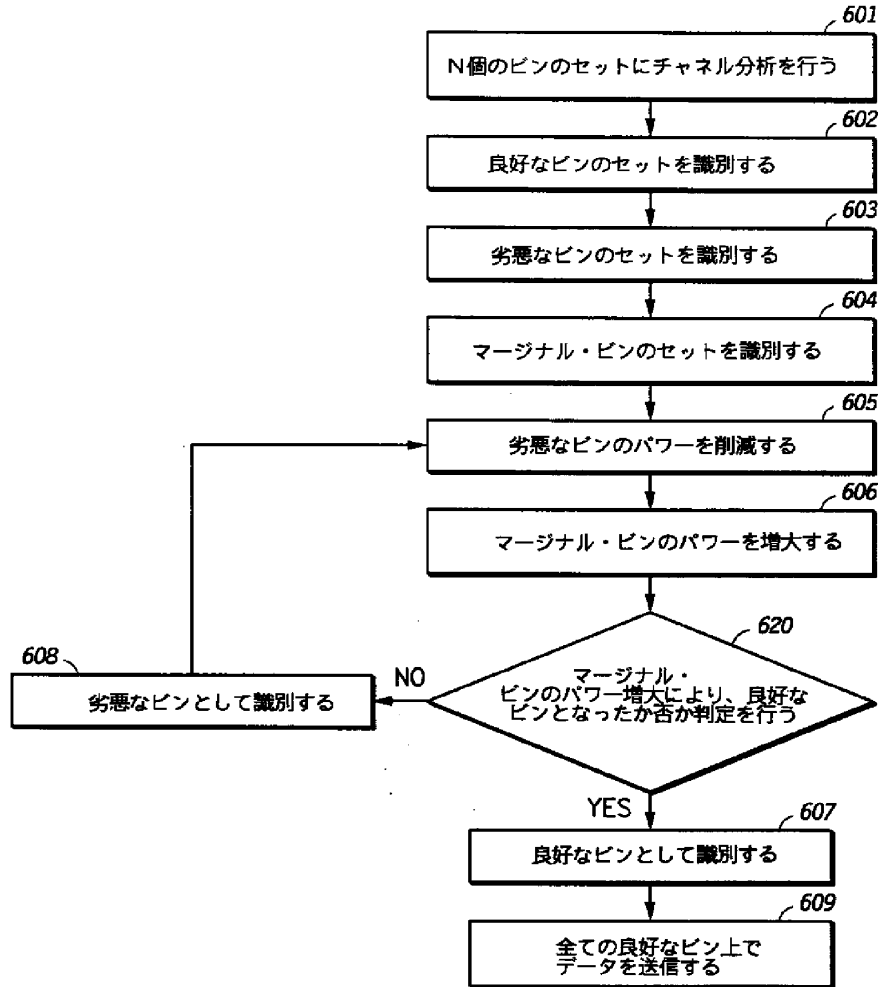 601
N個のビンのセットにチャネル分析を行う
602
良好なビンのセットを識別する
603
劣悪なビンのセットを識別する
604
マージナル・ビンのセットを識別する
605
劣悪なビンのパワーを削減する
606
マージナル・ビンのパワーを増大する
620
マージナル・
ビンのパワー増大により、良好な
ビンとなったか否か判定を行う
NO
608
劣悪なビンとして識別する
YES
607
良好なビンとして識別する
609
全ての良好なビン上で
データを送信する